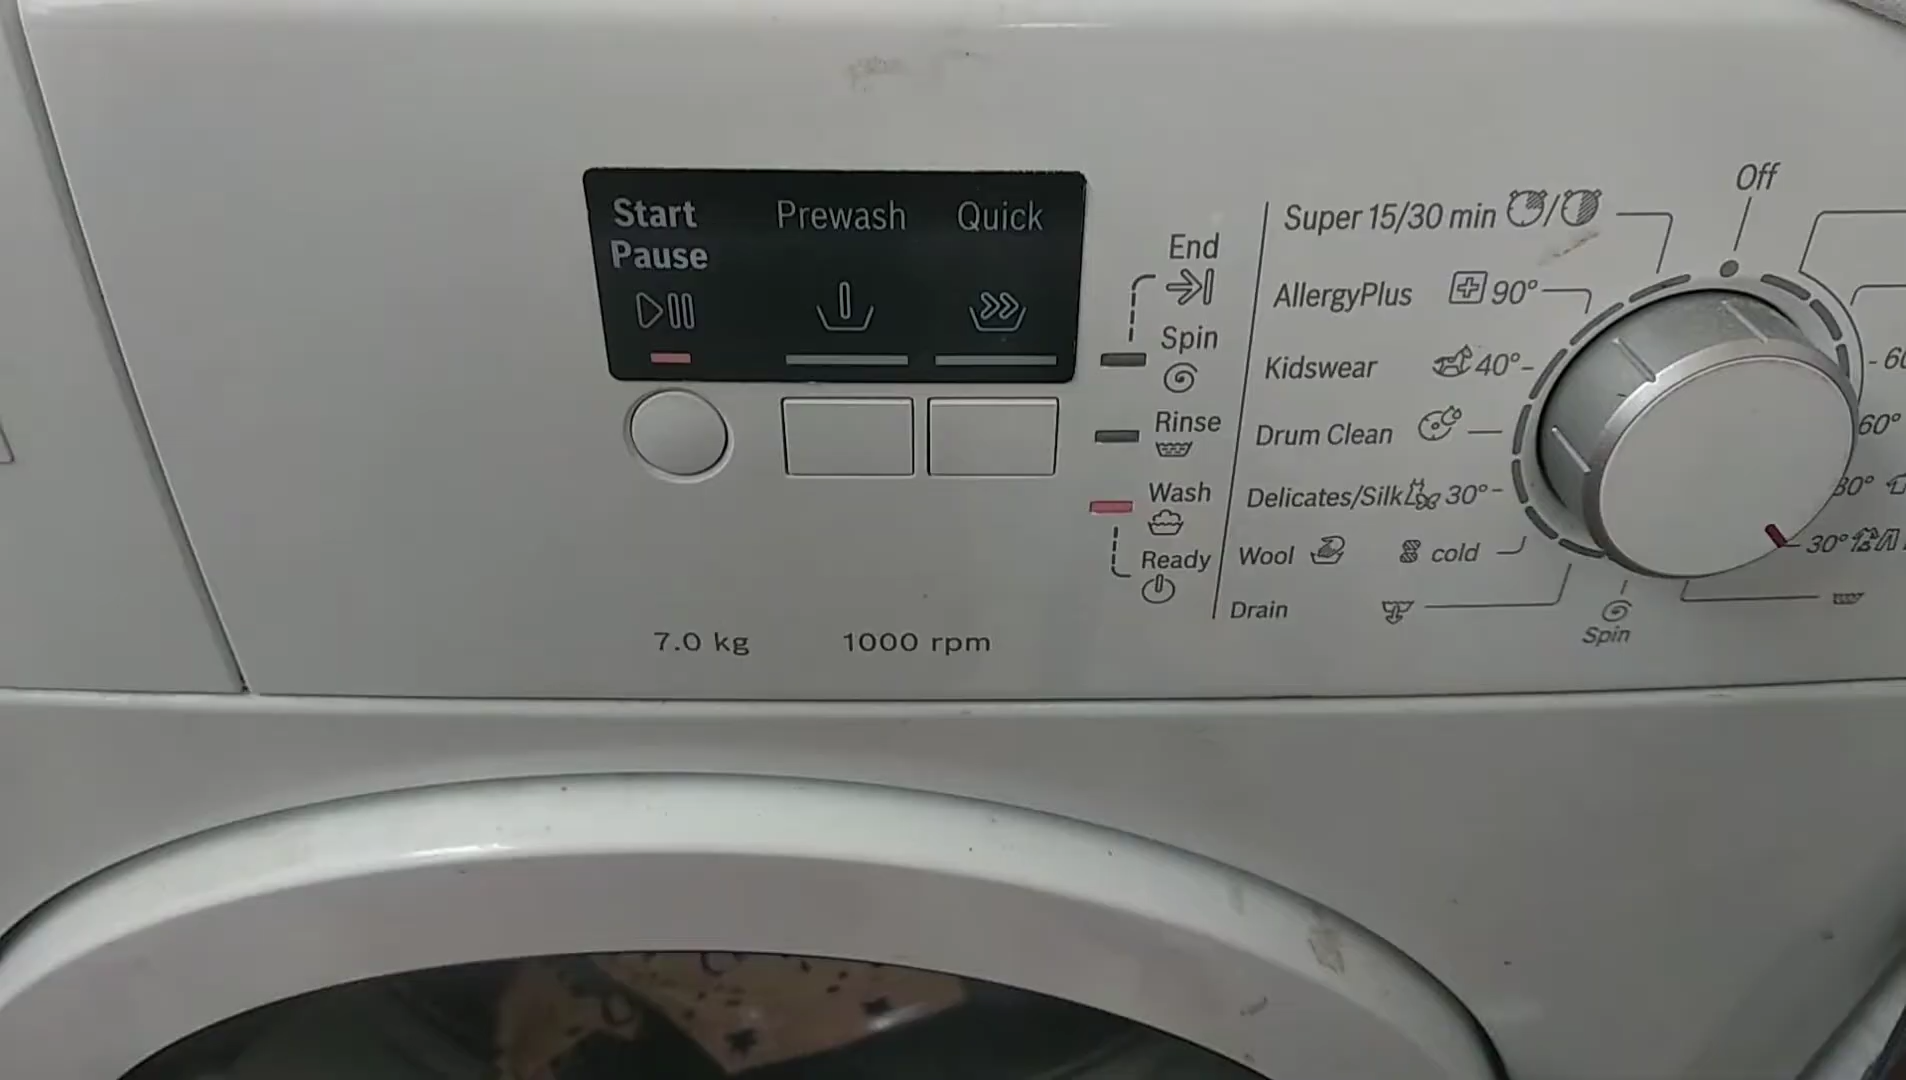 Start
Pause
Prewash
Quick
7.0 kg
1000 rpm
End
Spin
Rinse
Wash
Ready
Super 15/30 min
AllergyPlus 90°
Kidswear 40°
Drum Clean
Delicates/Silk 30°
Wool cold
Drain
Off
60°
30°
Spin